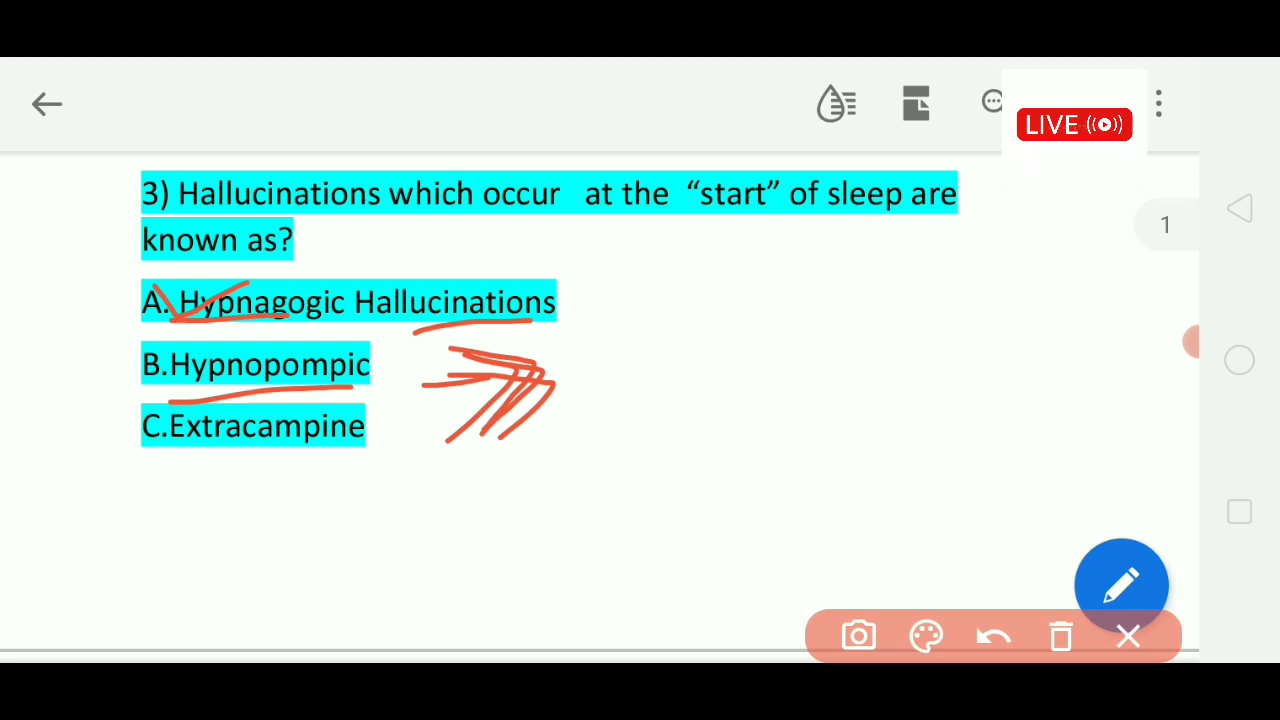 LIVE
3) Hallucinations which occur at the “start” of sleep are
known as?
1
A. Hypnagogic Hallucinations
B.Hypnopompic
C.Extracampine